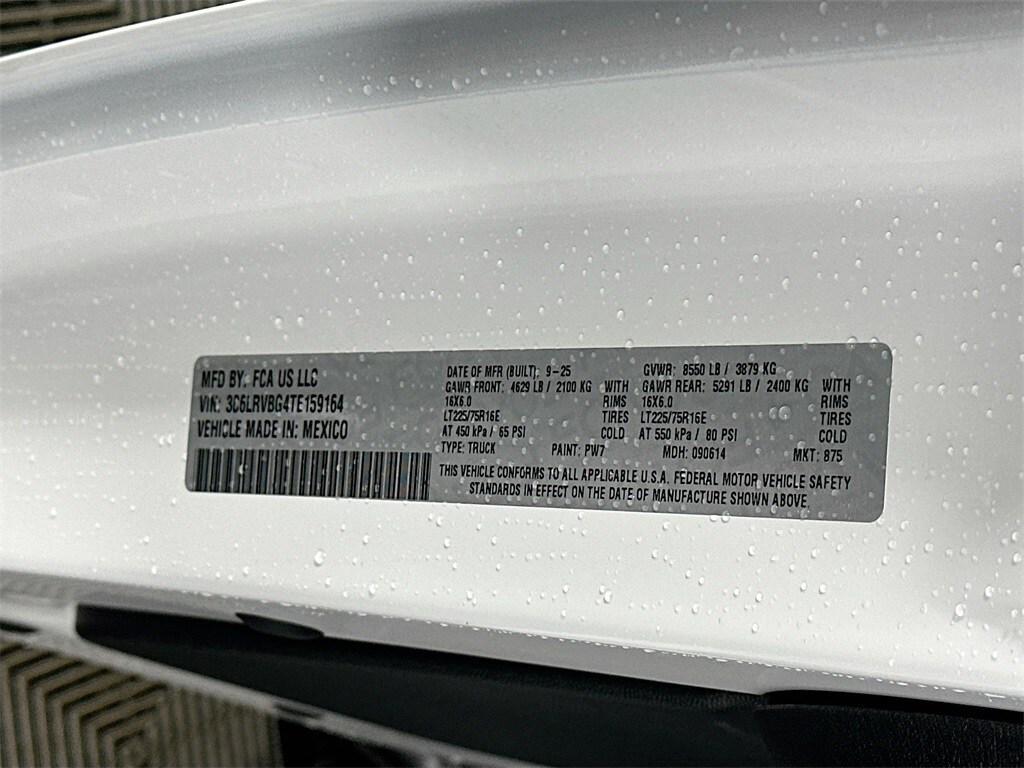 MFD BY: FCA US LLC
VIN: 3C6LRVBG4TE159164
VEHICLE MADE IN: MEXICO
DATE OF MFR (BUILT): 9-25
GAWR FRONT: 4629 LB / 2100 KG WITH
16X6.0 RIMS
LT225/75R16E TIRES
AT 450 kPa / 65 PSI COLD
GVWR: 8550 LB / 3879 KG
GAWR REAR: 5291 LB / 2400 KG WITH
16X6.0 RIMS
LT225/75R16E TIRES
AT 550 kPa / 80 PSI COLD
TYPE: TRUCK PAINT: PW7 MDH: 090614 MKT: 875
THIS VEHICLE CONFORMS TO ALL APPLICABLE U.S.A. FEDERAL MOTOR VEHICLE SAFETY
STANDARDS IN EFFECT ON THE DATE OF MANUFACTURE SHOWN ABOVE.